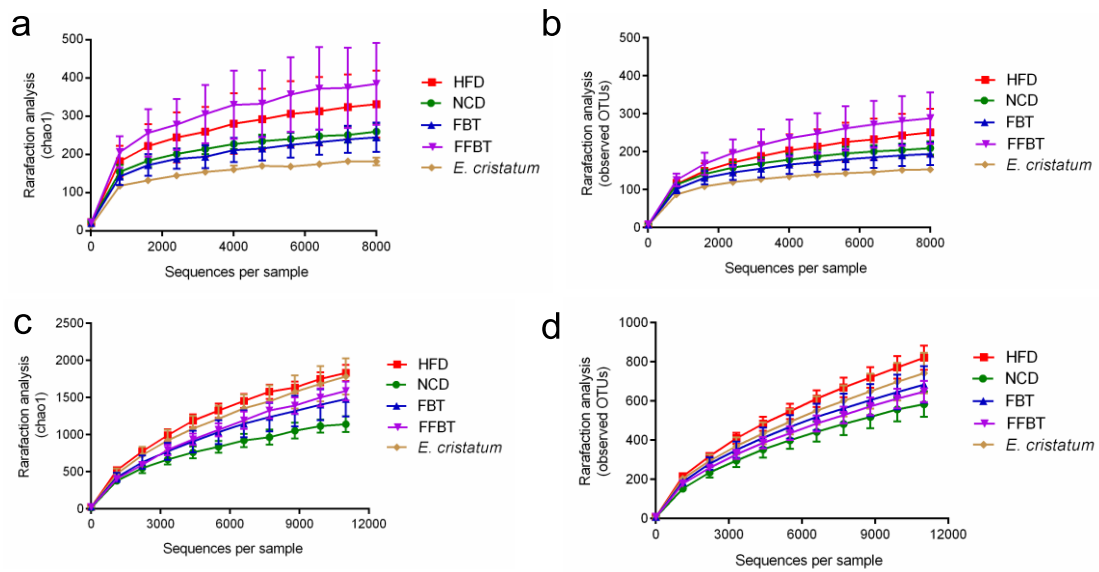 a
Rarafaction analysis
(chao1)
500
400
300
200
100
0
0 2000 4000 6000 8000
Sequences per sample
HFD
NCD
FBT
FFBT
E. cristatum
b
Rarafaction analysis
(observed OTUs)
500
400
300
200
100
0
0 2000 4000 6000 8000
Sequences per sample
HFD
NCD
FBT
FFBT
E. cristatum
c
Rarafaction analysis
(chao1)
2500
2000
1500
1000
500
0
0 3000 6000 9000 12000
Sequences per sample
HFD
NCD
FBT
FFBT
E. cristatum
d
Rarafaction analysis
(observed OTUs)
1000
800
600
400
200
0
0 3000 6000 9000 12000
Sequences per sample
HFD
NCD
FBT
FFBT
E. cristatum